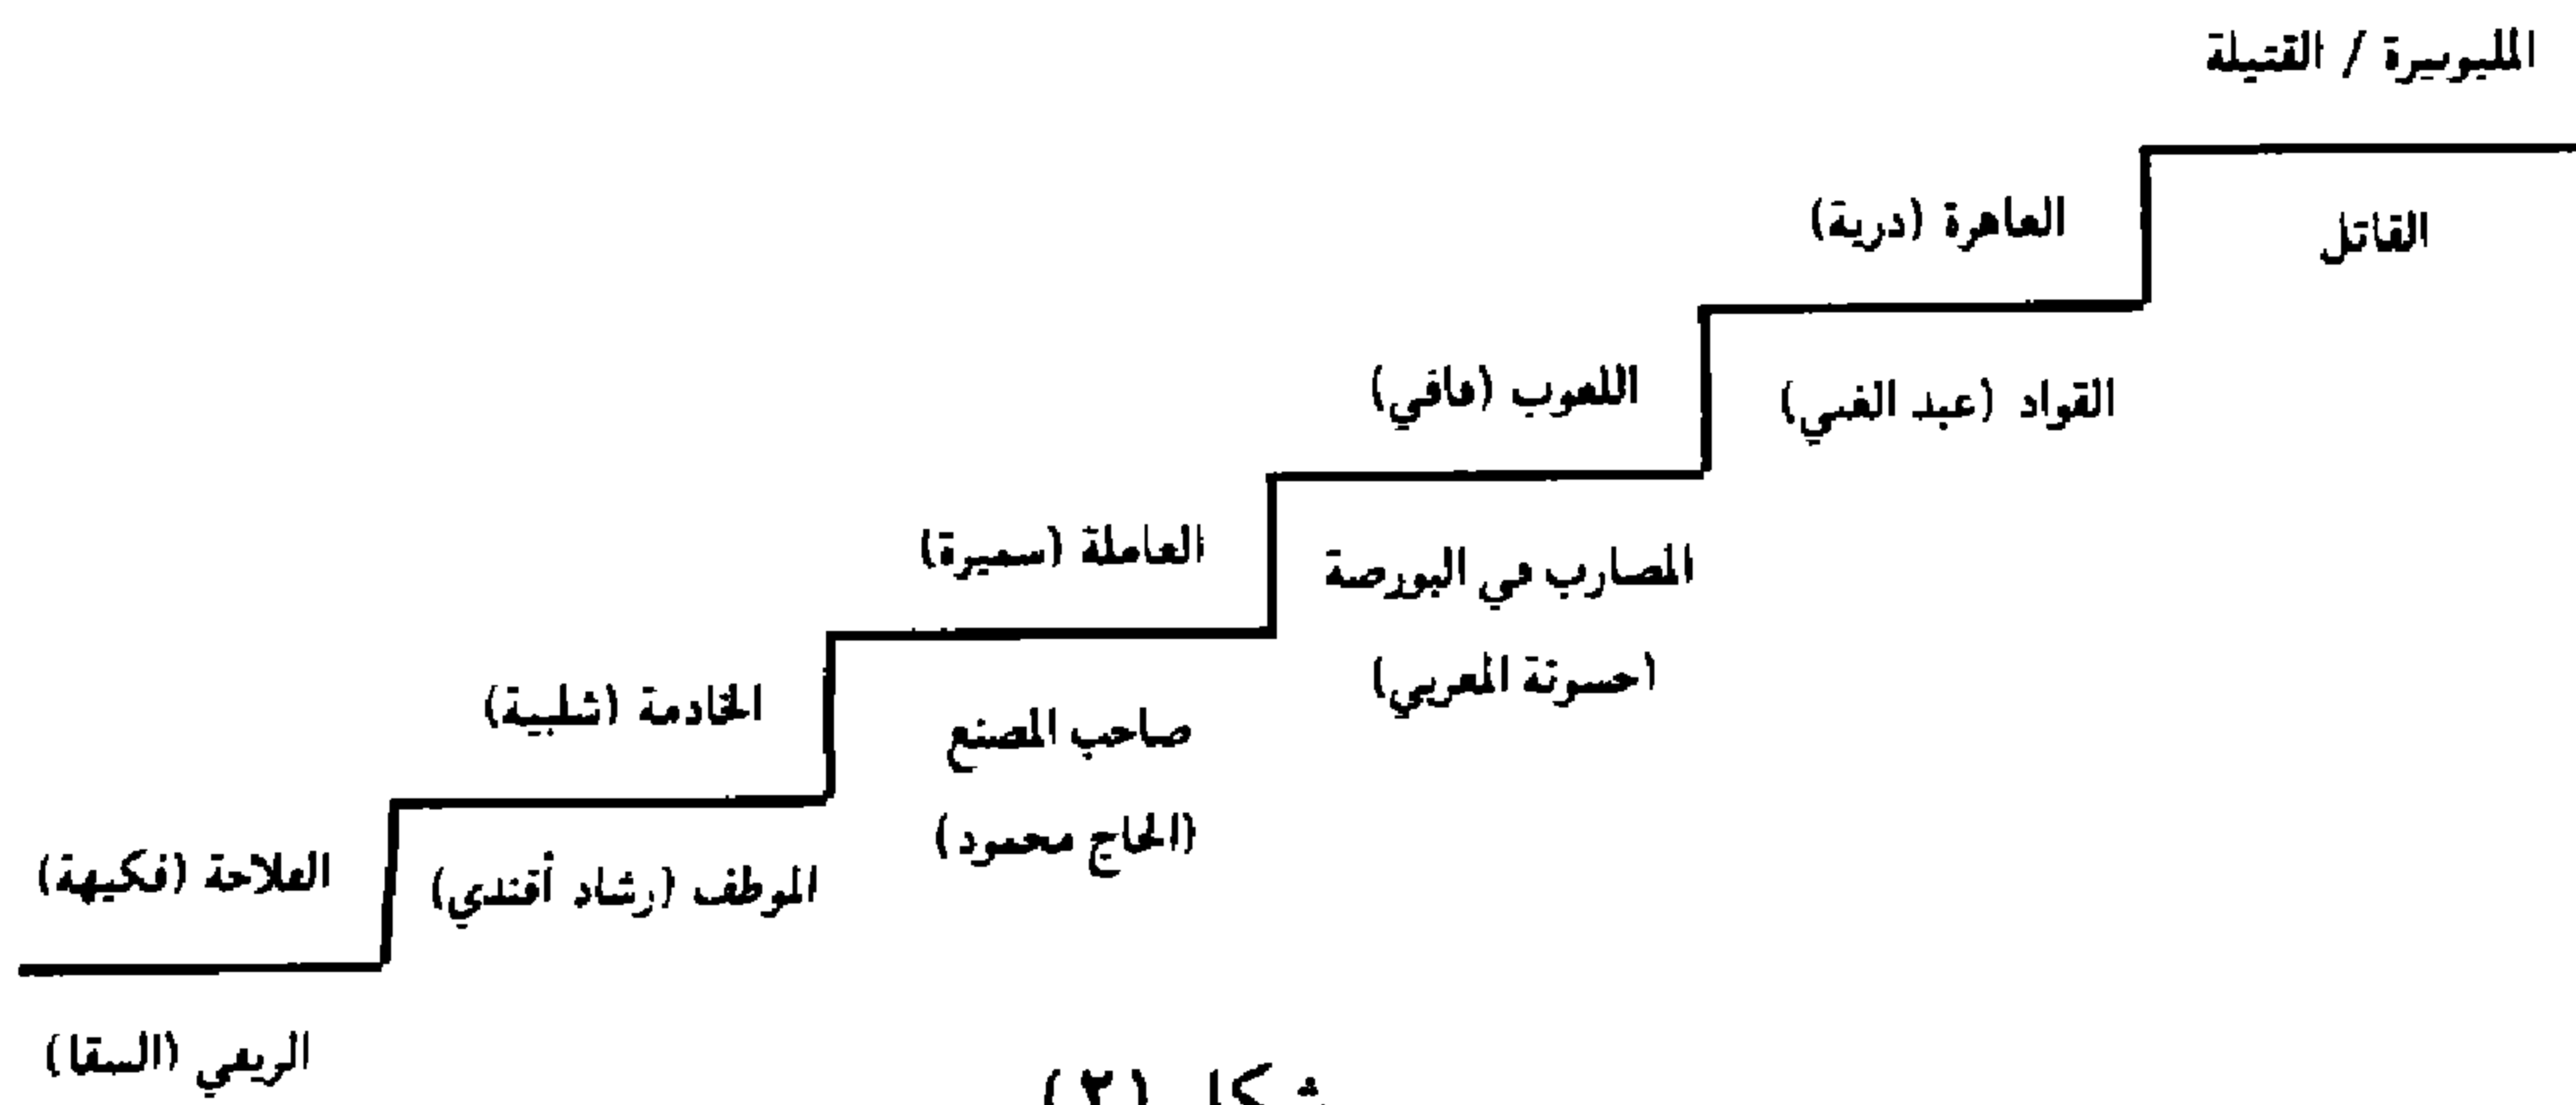 المليونيرة / القتيلة
العاهرة (درية)
القاتل
اللعوب (فافي)
القواد (عبد الغني)
العاملة (سميرة)
المضارب في البورصة
(حسونة المغربي)
الخادمة (شلبية)
صاحب المصنع
(الحاج محمود)
الفلاحة (فكيهة)
الموظف (رشاد أفندي)
الريفي (السقا)
شكل (٢)